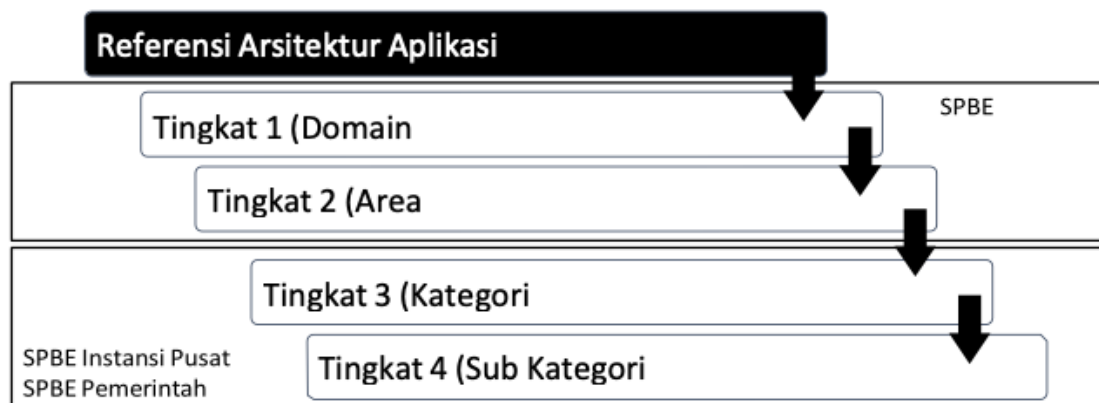 Referensi Arsitektur Aplikasi
SPBE
Tingkat 1 (Domain
Tingkat 2 (Area
Tingkat 3 (Kategori
SPBE Instansi Pusat
SPBE Pemerintah
Tingkat 4 (Sub Kategori